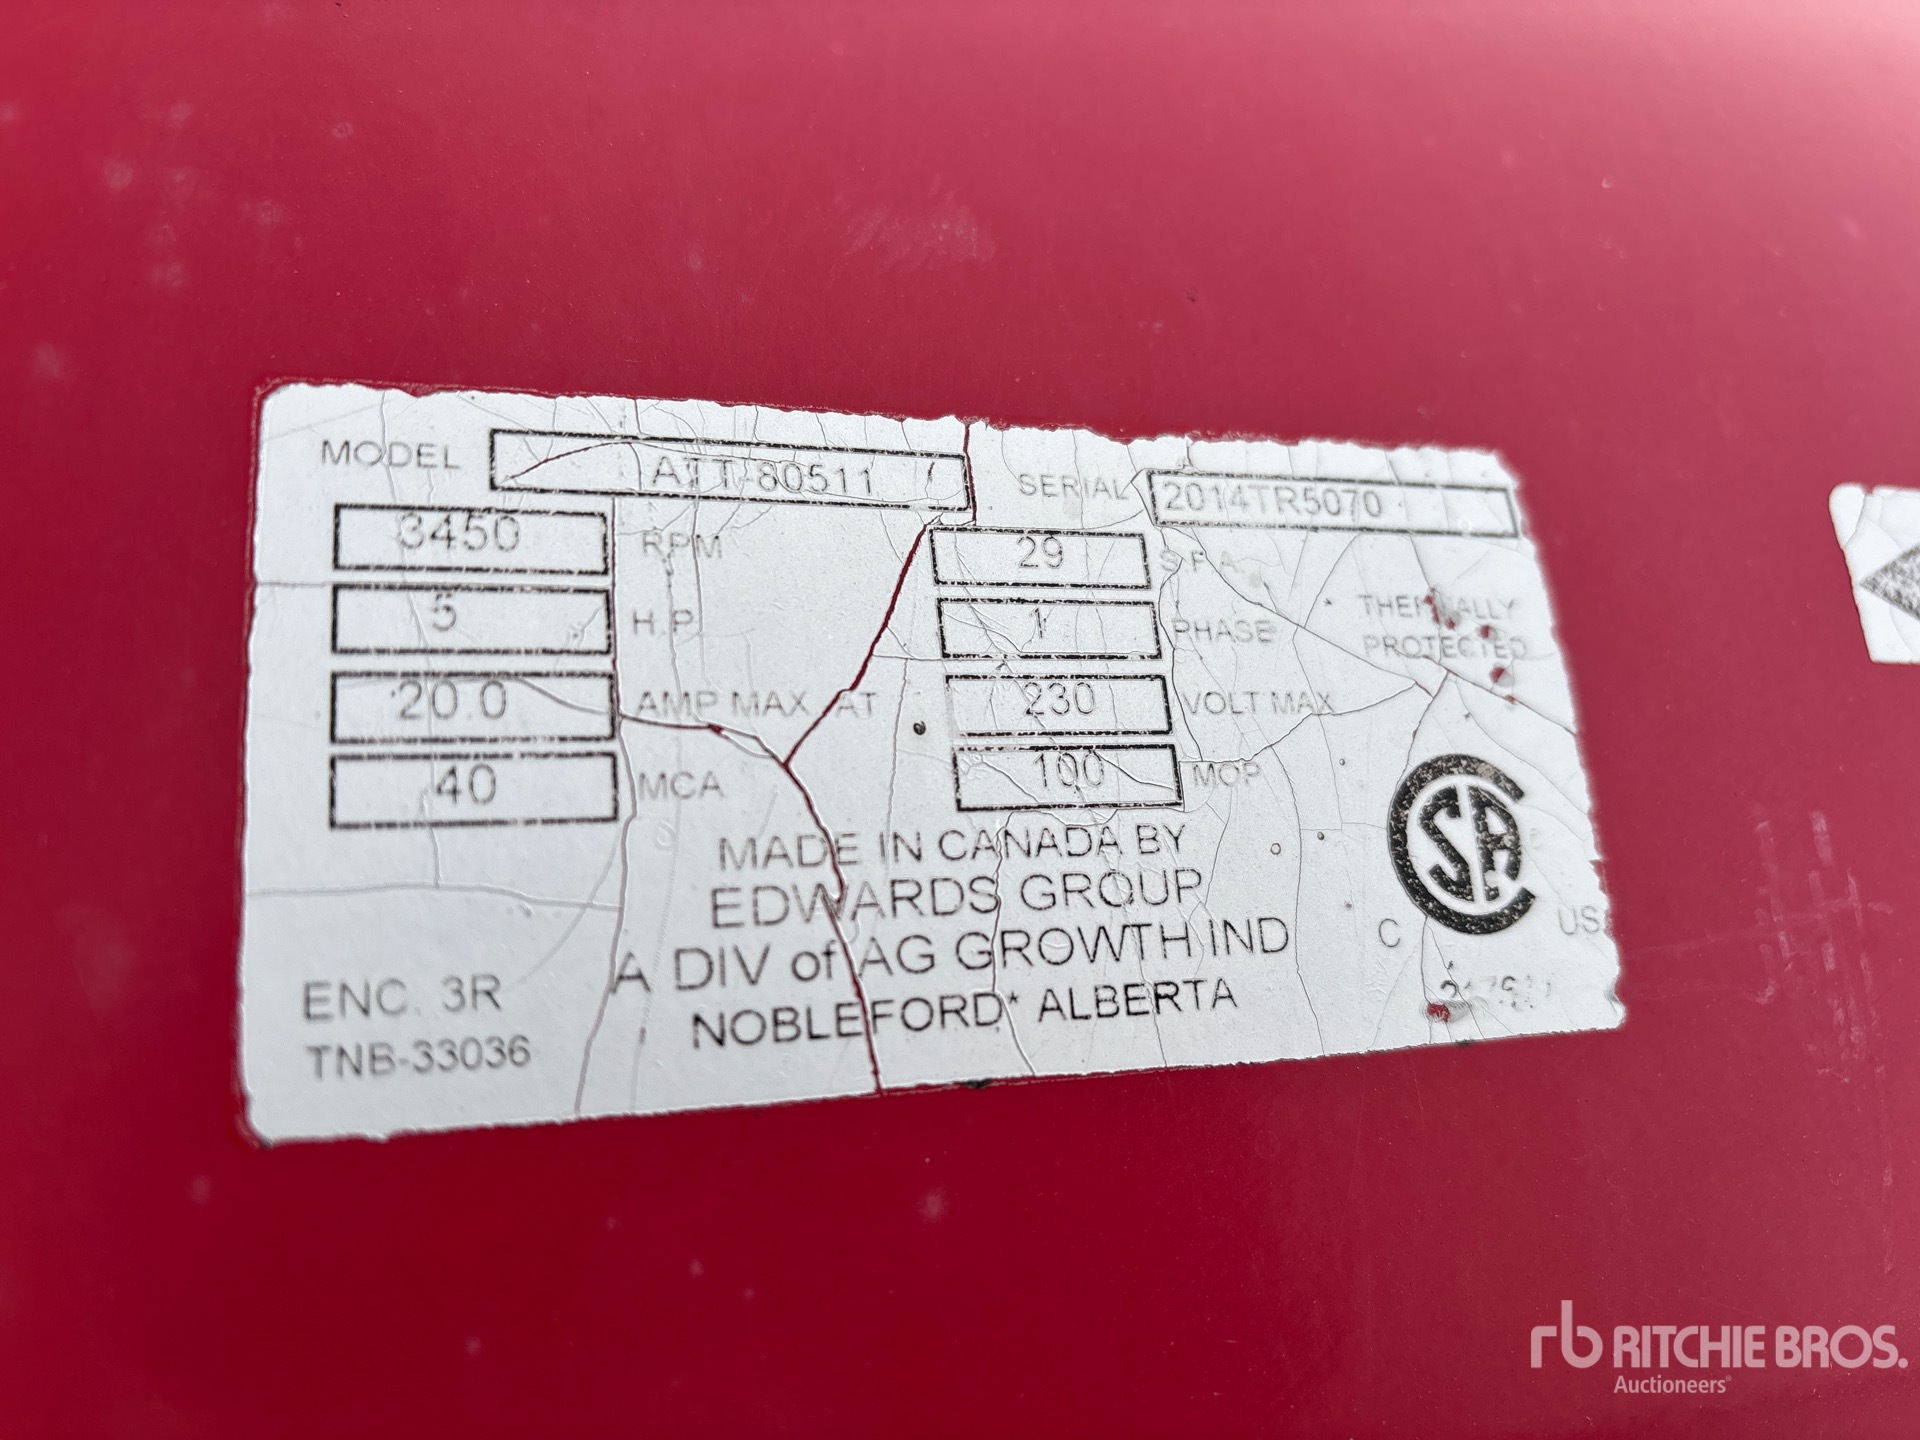 MODEL ATT-80511 SERIAL 2014TR5070
3450 RPM 29 S.F.A.
5 H.P. 1 PHASE * THERMALLY
PROTECTED
20.0 AMP MAX AT 230 VOLT MAX
40 MCA 100 MOP
MADE IN CANADA BY
EDWARDS GROUP
A DIV of AG GROWTH IND
NOBLEFORD* ALBERTA
ENC. 3R
TNB-33036
CSA
C US
rb RITCHIE BROS.
Auctioneers